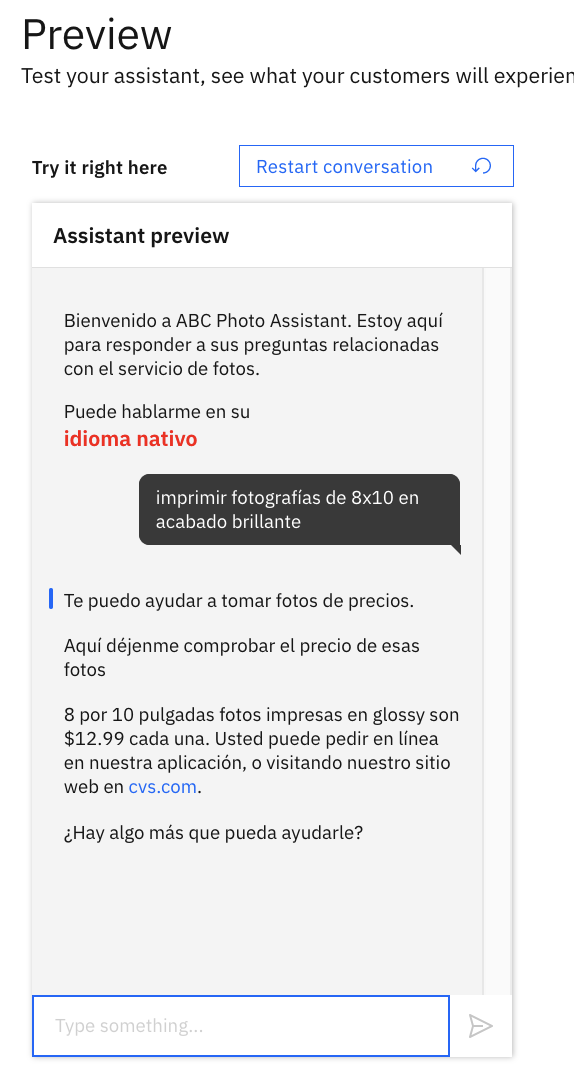 Preview
Test your assistant, see what your customers will experien
Try it right here
Restart conversation
Assistant preview
Bienvenido a ABC Photo Assistant. Estoy aquí
para responder a sus preguntas relacionadas
con el servicio de fotos.
Puede hablarme en su
idioma nativo
imprimir fotografías de 8x10 en
acabado brillante
Te puedo ayudar a tomar fotos de precios.
Aquí déjenme comprobar el precio de esas
fotos
8 por 10 pulgadas fotos impresas en glossy son
$12.99 cada una. Usted puede pedir en línea
en nuestra aplicación, o visitando nuestro sitio
web en cvs.com.
¿Hay algo más que pueda ayudarle?
Type something...